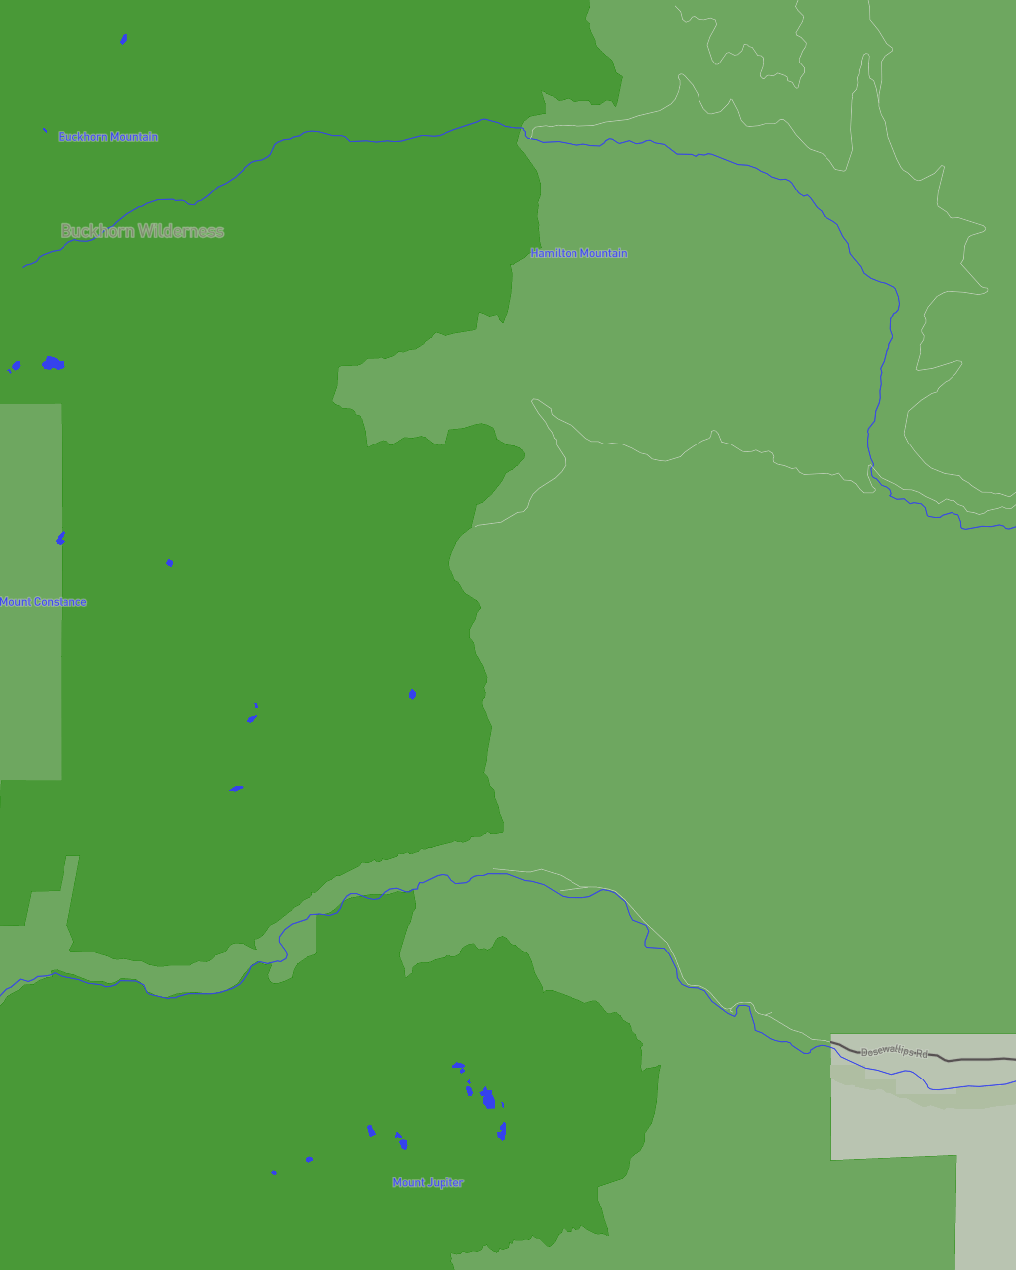 Buckhorn Mountain
Buckhorn Wilderness
Hamilton Mountain
Mount Constance
Dosewallips Rd
Mount Jupiter